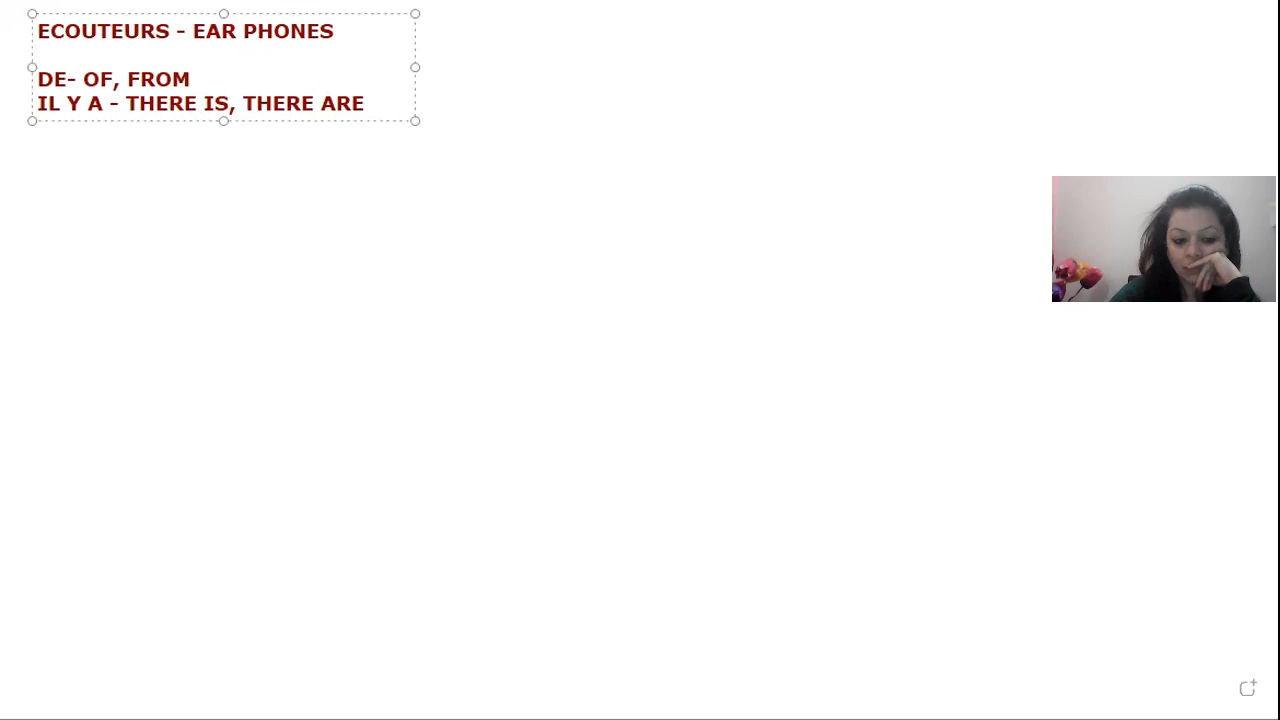 ECOUTEURS - EAR PHONES
DE- OF, FROM
IL Y A - THERE IS, THERE ARE